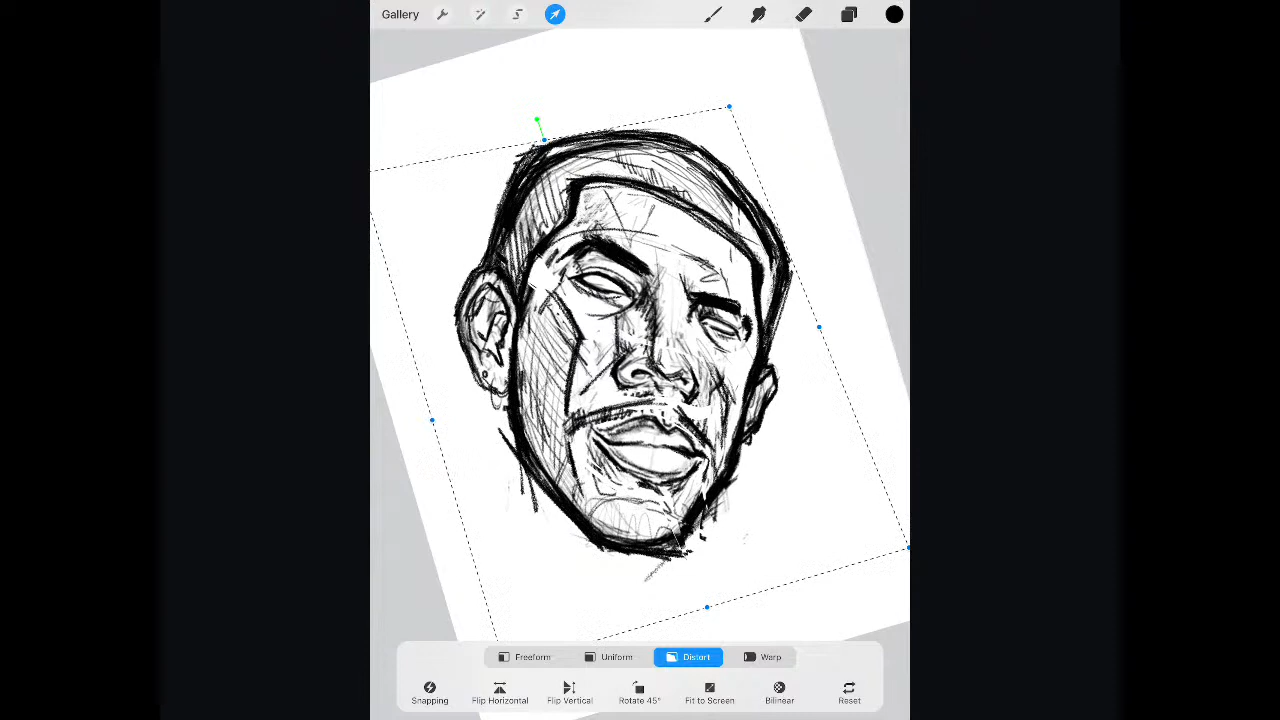 Gallery
Freeform Uniform Distort Warp
Snapping Flip Horizontal Flip Vertical Rotate 45° Fit to Screen Bilinear Reset